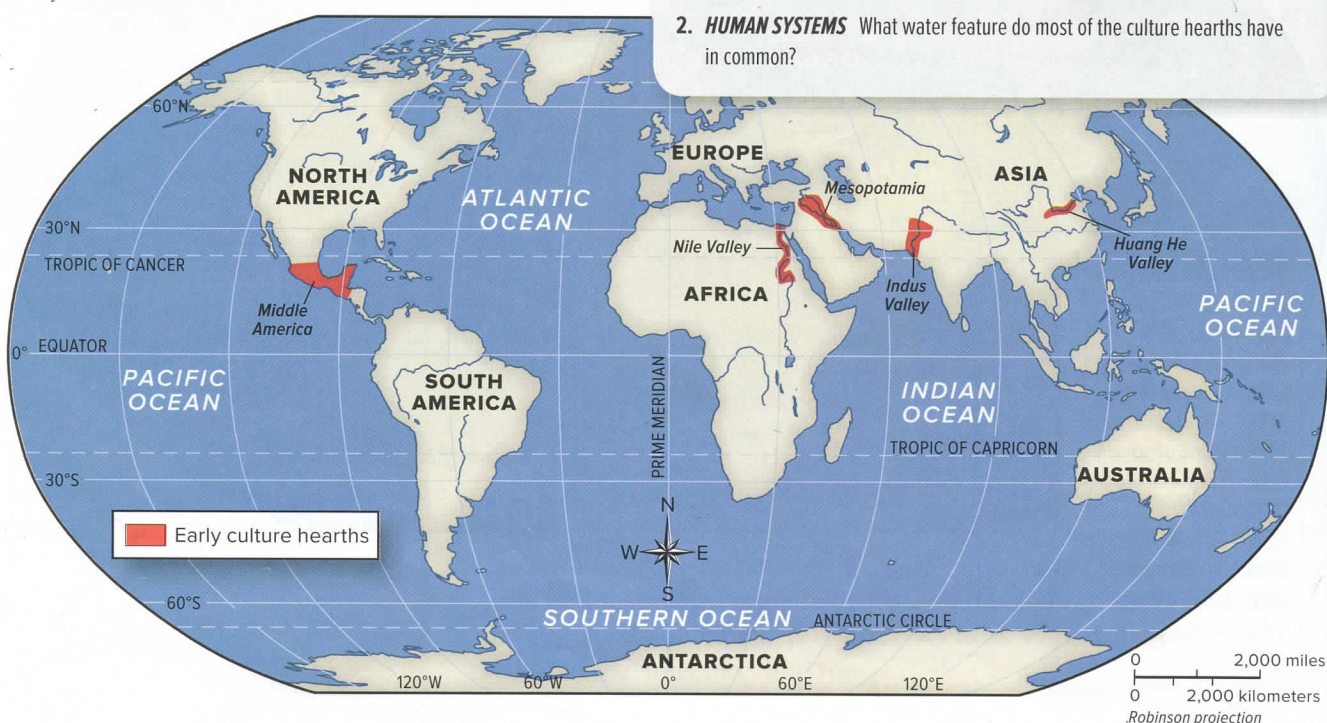 2. HUMAN SYSTEMS What water feature do most of the culture hearths have
in common?
60°N
EUROPE
ASIA
NORTH
AMERICA
ATLANTIC
OCEAN
Mesopotamia
30°N
Nile Valley
Huang He
Valley
TROPIC OF CANCER
Indus
Valley
AFRICA
Middle
America
PACIFIC
OCEAN
0° EQUATOR
PACIFIC
OCEAN
SOUTH
AMERICA
PRIME MERIDIAN
INDIAN
OCEAN
TROPIC OF CAPRICORN
AUSTRALIA
30°S
Early culture hearths
N
W E
S
60°S
SOUTHERN OCEAN
ANTARCTIC CIRCLE
ANTARCTICA
120°W
60°W
0°
60°E
120°E
0 2,000 miles
0 2,000 kilometers
Robinson projection